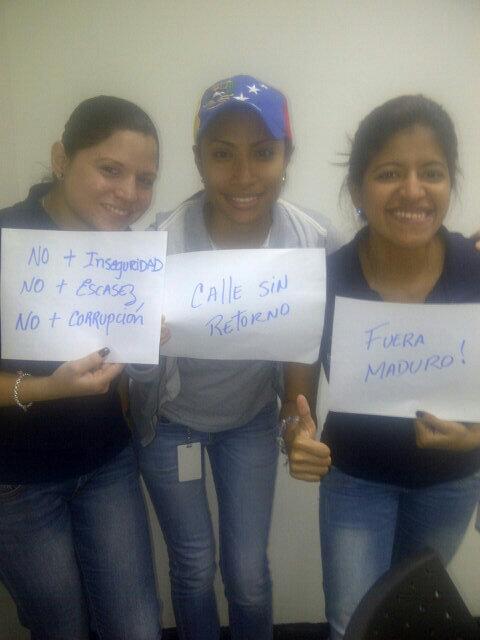 NO + INSEGURIDAD
NO + ESCASEZ
NO + CORRUPCIÓN
CALLE SIN
RETORNO
FUERA
MADURO!